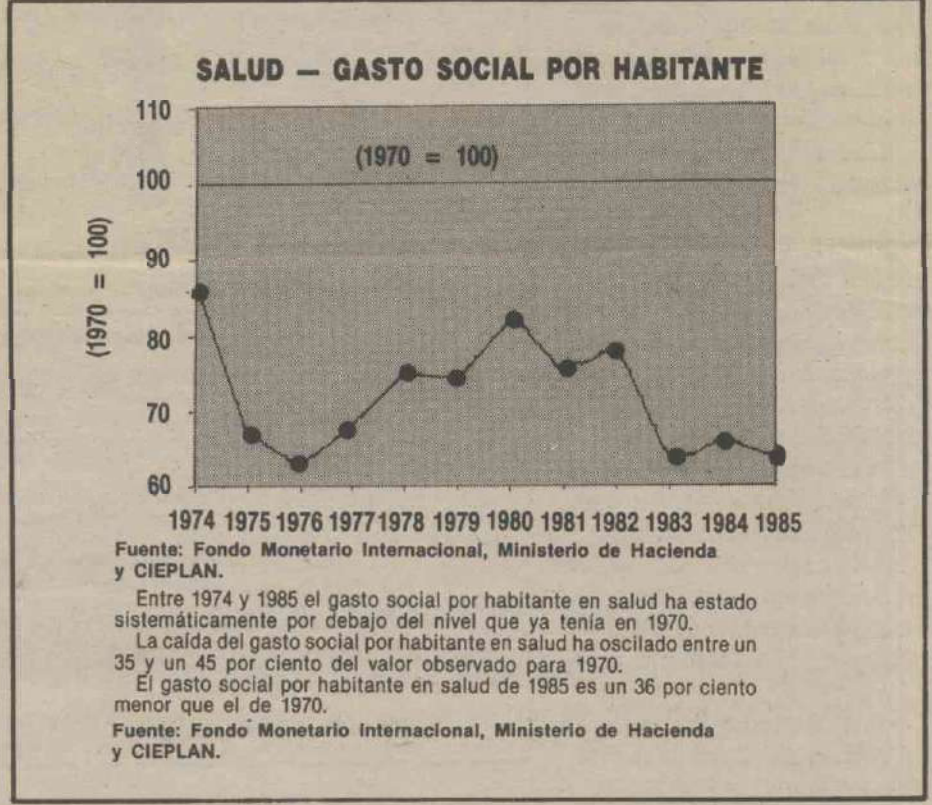 SALUD — GASTO SOCIAL POR HABITANTE
110
(1970 = 100)
100
(1970 = 100)
90
80
70
60
1974 1975 1976 1977 1978 1979 1980 1981 1982 1983 1984 1985
Fuente: Fondo Monetario Internacional, Ministerio de Hacienda
y CIEPLAN.
Entre 1974 y 1985 el gasto social por habitante en salud ha estado
sistemáticamente por debajo del nivel que ya tenía en 1970.
La caída del gasto social por habitante en salud ha oscilado entre un
35 y un 45 por ciento del valor observado para 1970.
El gasto social por habitante en salud de 1985 es un 36 por ciento
menor que el de 1970.
Fuente: Fondo Monetario Internacional, Ministerio de Hacienda
y CIEPLAN.